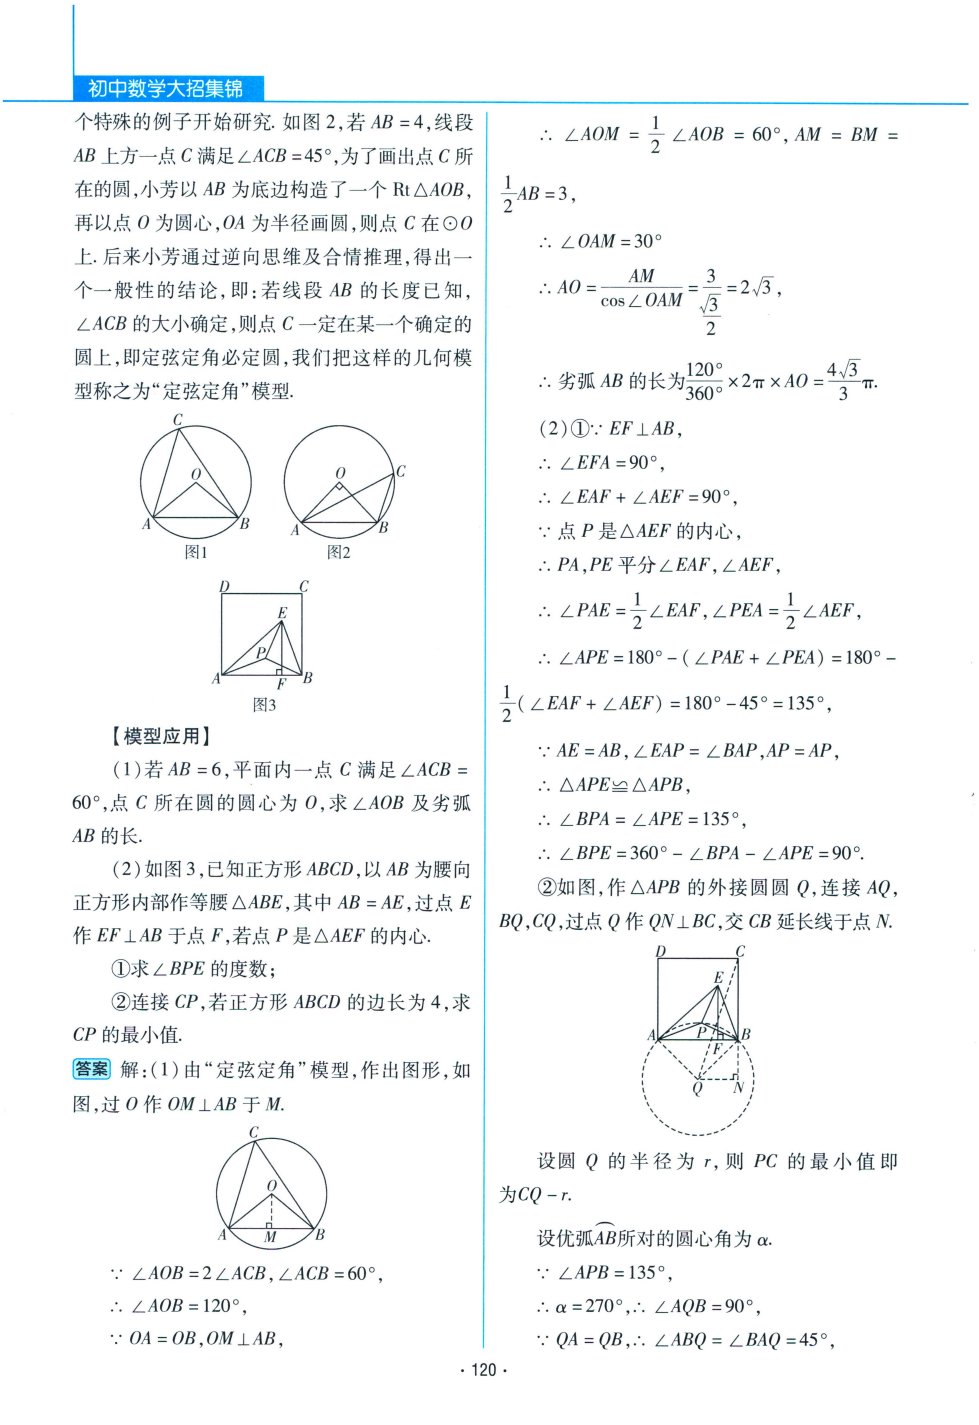 初中数学大招集锦
个特殊的例子开始研究. 如图 2,若 AB = 4,线段
AB 上方一点 C 满足∠ACB = 45°,为了画出点 C 所
在的圆,小芳以 AB 为底边构造了一个 Rt△AOB,
再以点 O 为圆心,OA 为半径画圆,则点 C 在⊙O
上. 后来小芳通过逆向思维及合情推理,得出一
个一般性的结论,即:若线段 AB 的长度已知,
∠ACB 的大小确定,则点 C 一定在某一个确定的
圆上,即定弦定角必定圆,我们把这样的几何模
型称之为“定弦定角”模型.
C
O
A
B
图1
O
C
A
B
图2
D
C
E
P
A
F
B
图3
【模型应用】
(1)若 AB = 6,平面内一点 C 满足∠ACB =
60°,点 C 所在圆的圆心为 O,求∠AOB 及劣弧
AB 的长.
(2)如图 3,已知正方形 ABCD,以 AB 为腰向
正方形内部作等腰△ABE,其中 AB = AE,过点 E
作 EF⊥AB 于点 F,若点 P 是△AEF 的内心.
①求∠BPE 的度数;
②连接 CP,若正方形 ABCD 的边长为 4,求
CP 的最小值.
答案 解:(1)由“定弦定角”模型,作出图形,如
图,过 O 作 OM⊥AB 于 M.
C
O
A
M
B
∵ ∠AOB = 2∠ACB,∠ACB = 60°,
∴ ∠AOB = 120°,
∵ OA = OB,OM⊥AB,
∴ ∠AOM = 1/2 ∠AOB = 60°, AM = BM =
1/2 AB = 3,
∴ ∠OAM = 30°
∴ AO = AM/cos∠OAM = 3/(√3/2) = 2√3,
∴ 劣弧 AB 的长为 120°/360° × 2π × AO = 4√3/3 π.
(2)①∵ EF⊥AB,
∴ ∠EFA = 90°,
∴ ∠EAF + ∠AEF = 90°,
∵ 点 P 是△AEF 的内心,
∴ PA,PE 平分∠EAF,∠AEF,
∴ ∠PAE = 1/2 ∠EAF,∠PEA = 1/2 ∠AEF,
∴ ∠APE = 180° - (∠PAE + ∠PEA) = 180° -
1/2 (∠EAF + ∠AEF) = 180° - 45° = 135°,
∵ AE = AB,∠EAP = ∠BAP,AP = AP,
∴ △APE≌△APB,
∴ ∠BPA = ∠APE = 135°,
∴ ∠BPE = 360° - ∠BPA - ∠APE = 90°.
②如图,作△APB 的外接圆圆 Q,连接 AQ,
BQ,CQ,过点 Q 作 QN⊥BC,交 CB 延长线于点 N.
D
C
E
A
P
F
B
Q
N
设圆 Q 的半径为 r,则 PC 的最小值即
为CQ - r.
设优弧AB所对的圆心角为 α.
∵ ∠APB = 135°,
∴ α = 270°,∴ ∠AQB = 90°,
∵ QA = QB,∴ ∠ABQ = ∠BAQ = 45°,
· 120 ·